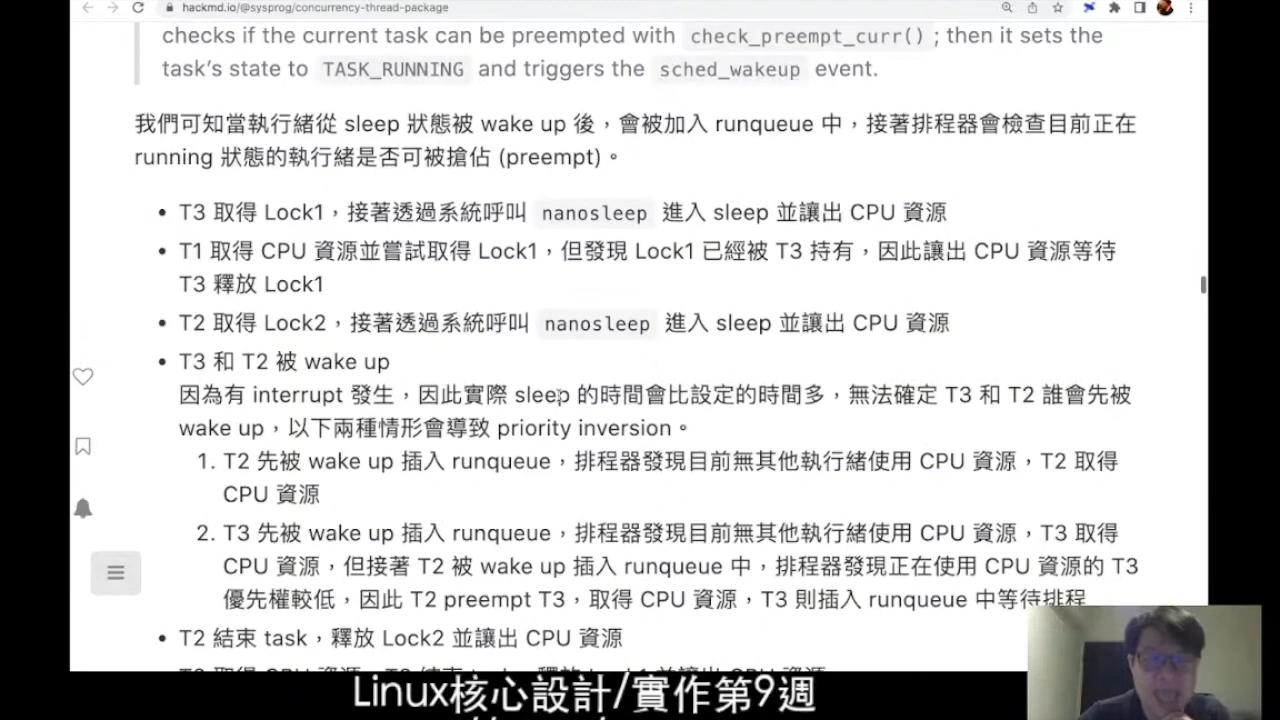 hackmd.io/@sysprog/concurrency-thread-package
checks if the current task can be preempted with check_preempt_curr() ; then it sets the
task's state to TASK_RUNNING and triggers the sched_wakeup event.
我們可知當執行緒從 sleep 狀態被 wake up 後，會被加入 runqueue 中，接著排程器會檢查目前正在
running 狀態的執行緒是否可被搶佔 (preempt)。
• T3 取得 Lock1，接著透過系統呼叫 nanosleep 進入 sleep 並讓出 CPU 資源
• T1 取得 CPU 資源並嘗試取得 Lock1，但發現 Lock1 已經被 T3 持有，因此讓出 CPU 資源等待
T3 釋放 Lock1
• T2 取得 Lock2，接著透過系統呼叫 nanosleep 進入 sleep 並讓出 CPU 資源
• T3 和 T2 被 wake up
因為有 interrupt 發生，因此實際 sleep 的時間會比設定的時間多，無法確定 T3 和 T2 誰會先被
wake up，以下兩種情形會導致 priority inversion。
1. T2 先被 wake up 插入 runqueue，排程器發現目前無其他執行緒使用 CPU 資源，T2 取得
CPU 資源
2. T3 先被 wake up 插入 runqueue，排程器發現目前無其他執行緒使用 CPU 資源，T3 取得
CPU 資源，但接著 T2 被 wake up 插入 runqueue 中，排程器發現正在使用 CPU 資源的 T3
優先權較低，因此 T2 preempt T3，取得 CPU 資源，T3 則插入 runqueue 中等待排程
• T2 結束 task，釋放 Lock2 並讓出 CPU 資源
Linux核心設計/實作第9週